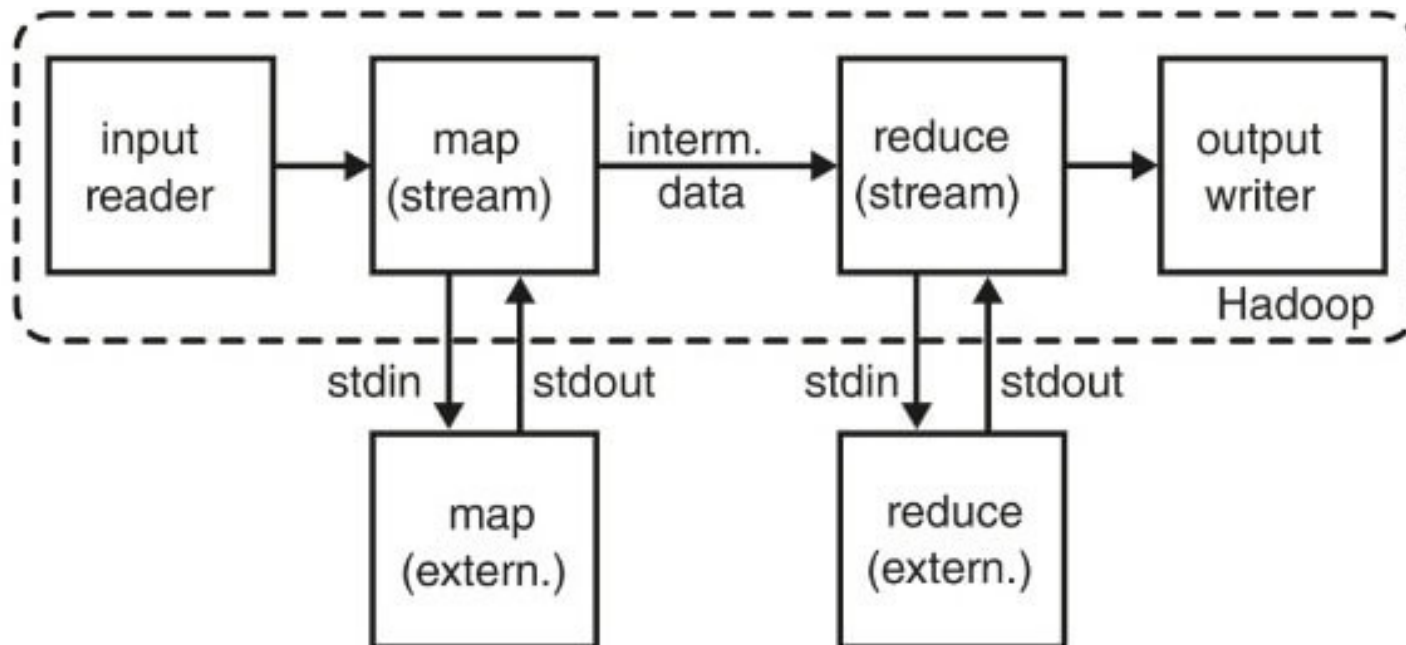 input
reader
map
(stream)
interm.
data
reduce
(stream)
output
writer
Hadoop
stdin
stdout
stdin
stdout
map
(extern.)
reduce
(extern.)